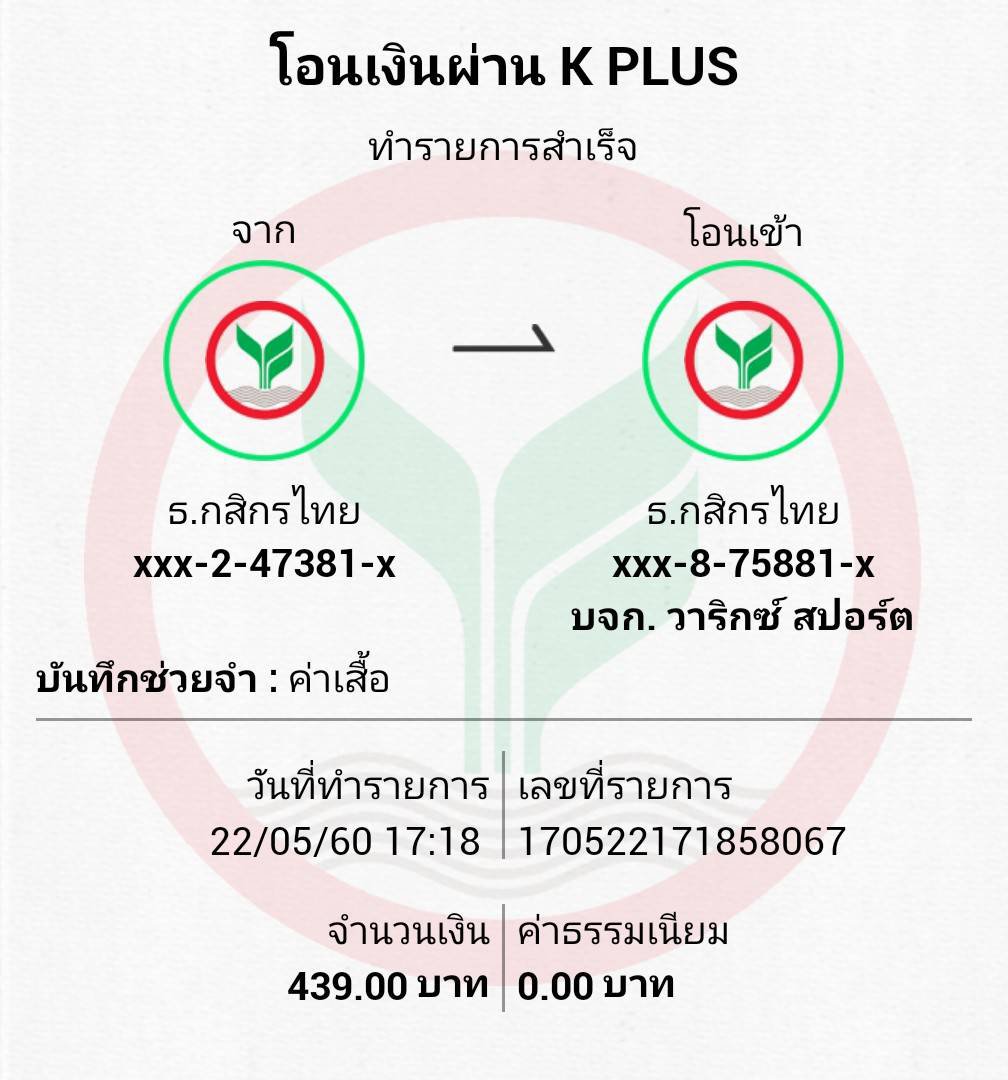 โอนเงินผ่าน K PLUS
ทำรายการสำเร็จ
จาก
โอนเข้า
ธ.กสิกรไทย
xxx-2-47381-x
ธ.กสิกรไทย
xxx-8-75881-x
บจก. วาริกซ์ สปอร์ต
บันทึกช่วยจำ : ค่าเสื้อ
วันที่ทำรายการ
22/05/60 17:18
เลขที่รายการ
170522171858067
จำนวนเงิน
439.00 บาท
ค่าธรรมเนียม
0.00 บาท